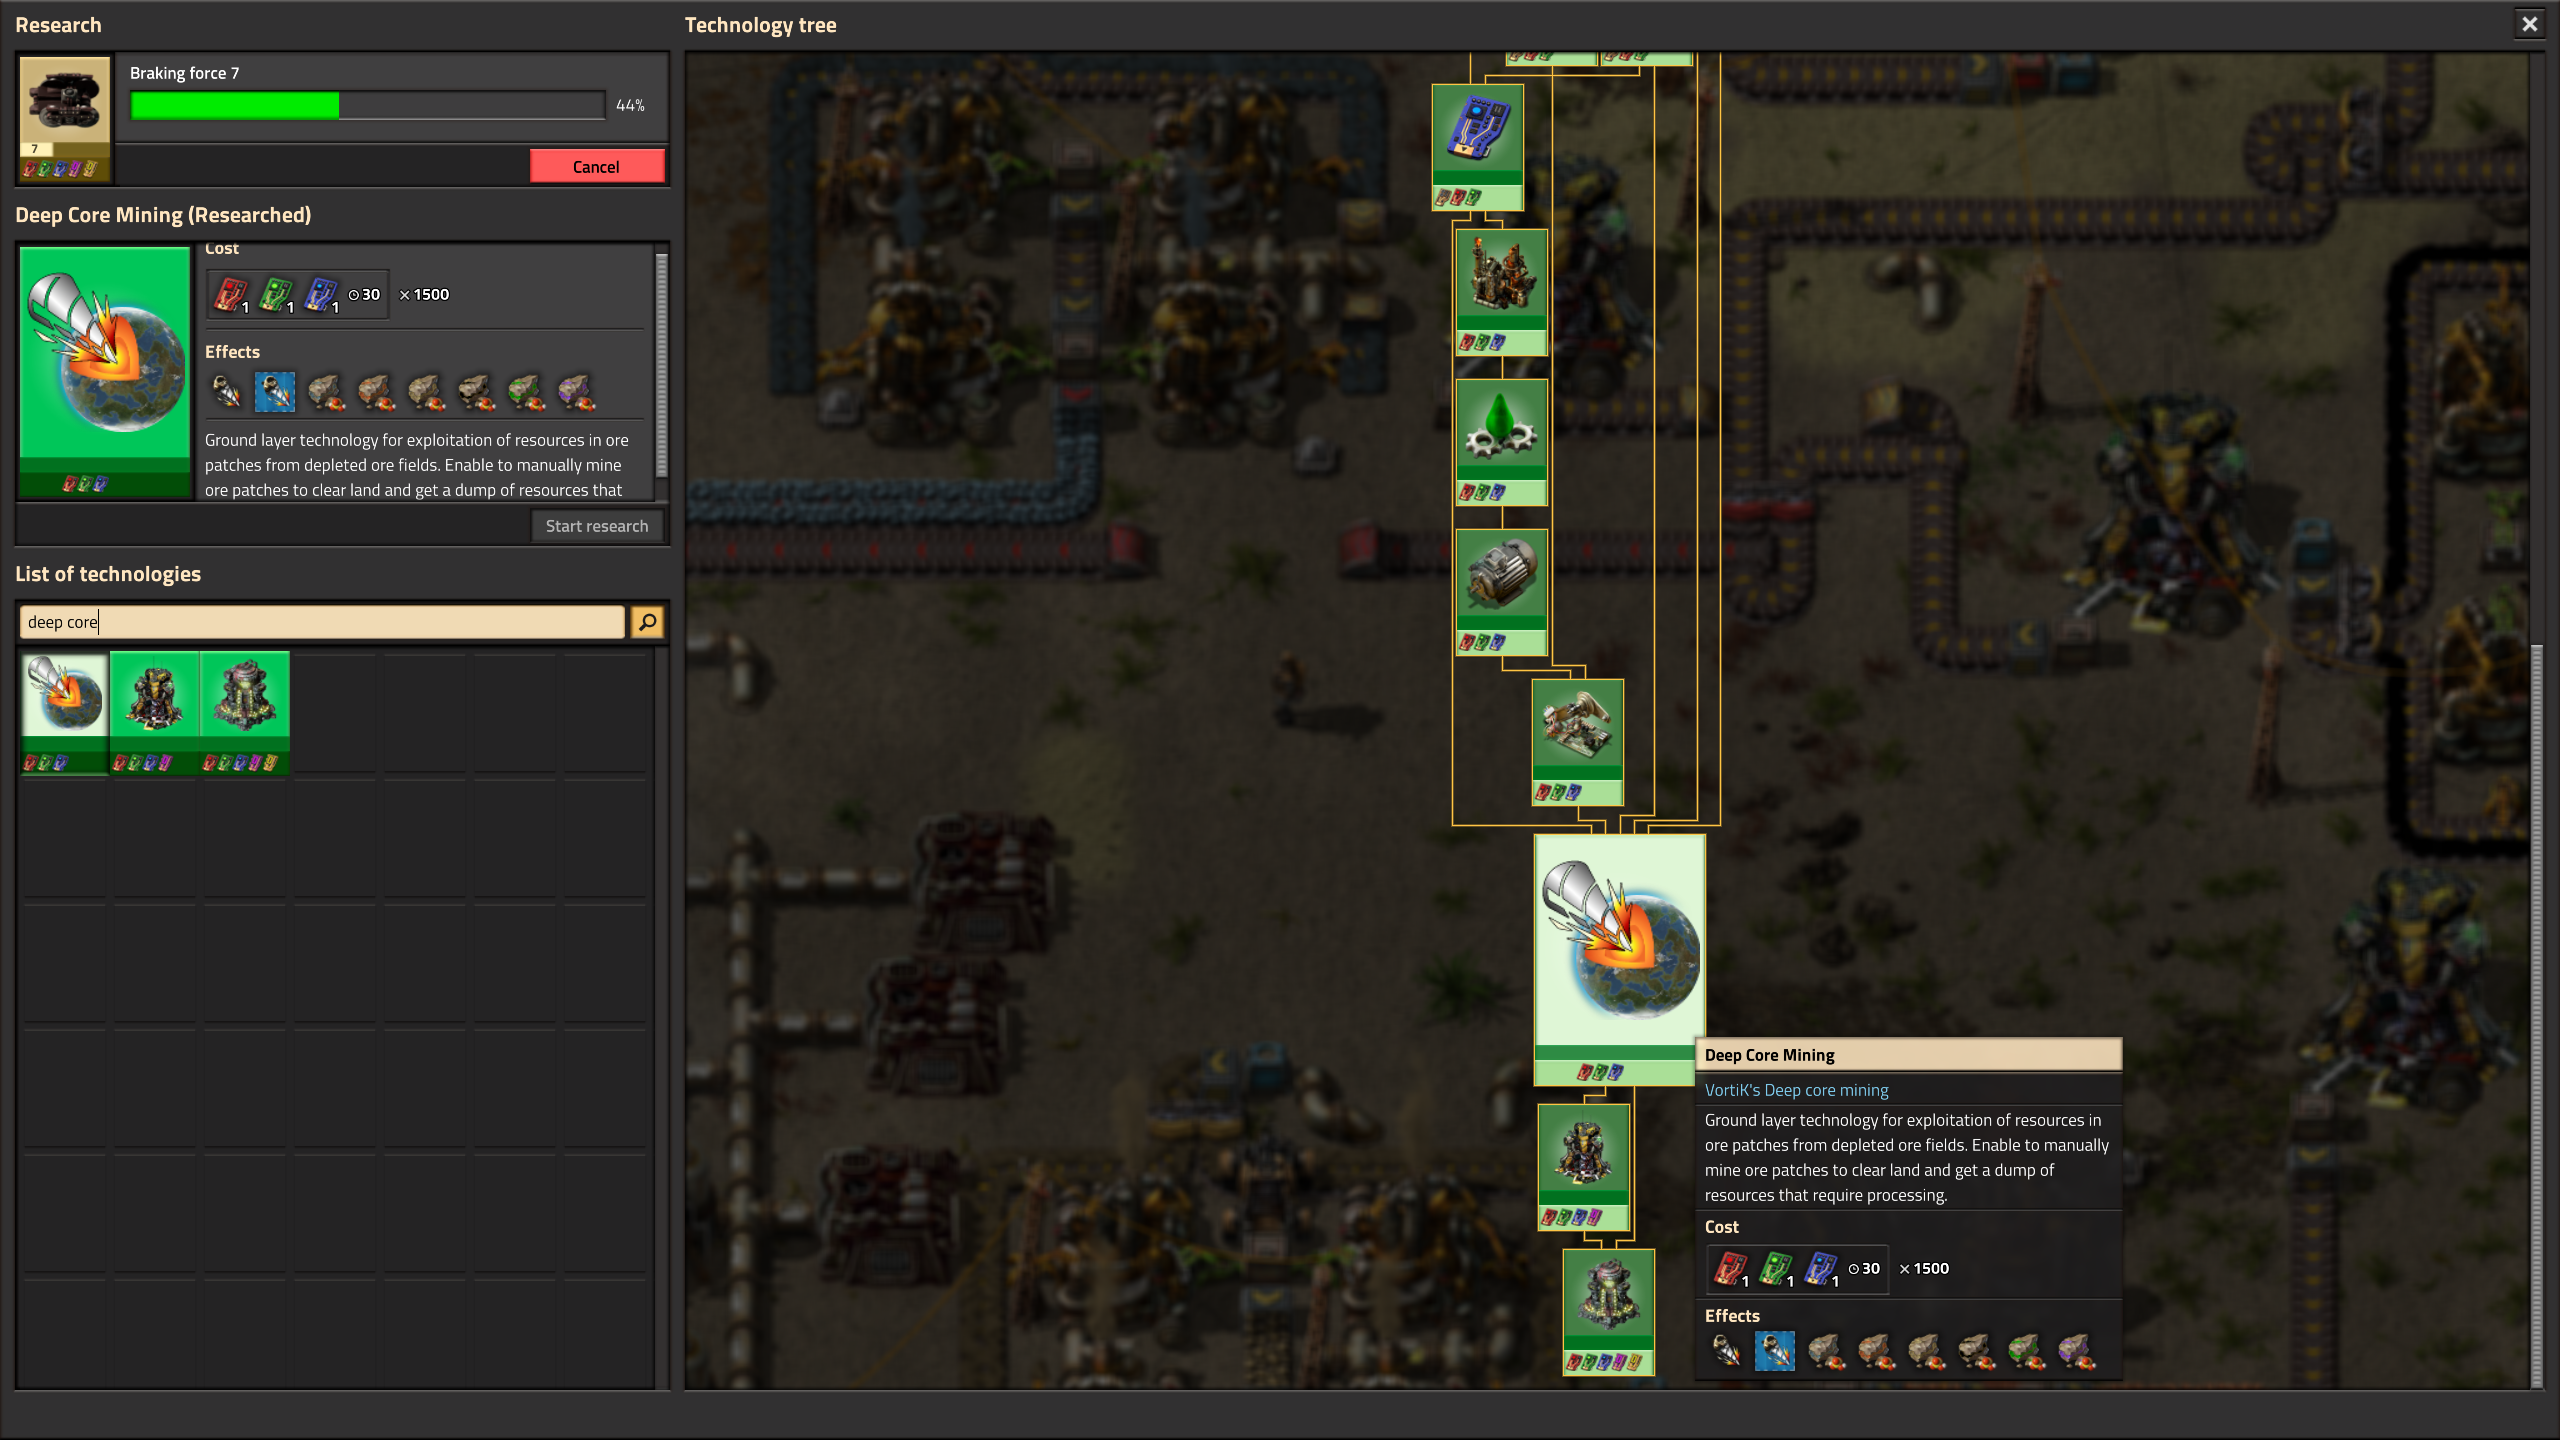 Research
Technology tree
Braking force 7
44%
7
Cancel
Deep Core Mining (Researched)
Cost
1 1 1 30 × 1500
Effects
Ground layer technology for exploitation of resources in ore
patches from depleted ore fields. Enable to manually mine
ore patches to clear land and get a dump of resources that
Start research
List of technologies
deep core
Deep Core Mining
VortiK's Deep core mining
Ground layer technology for exploitation of resources in
ore patches from depleted ore fields. Enable to manually
mine ore patches to clear land and get a dump of
resources that require processing.
Cost
1 1 1 30 × 1500
Effects